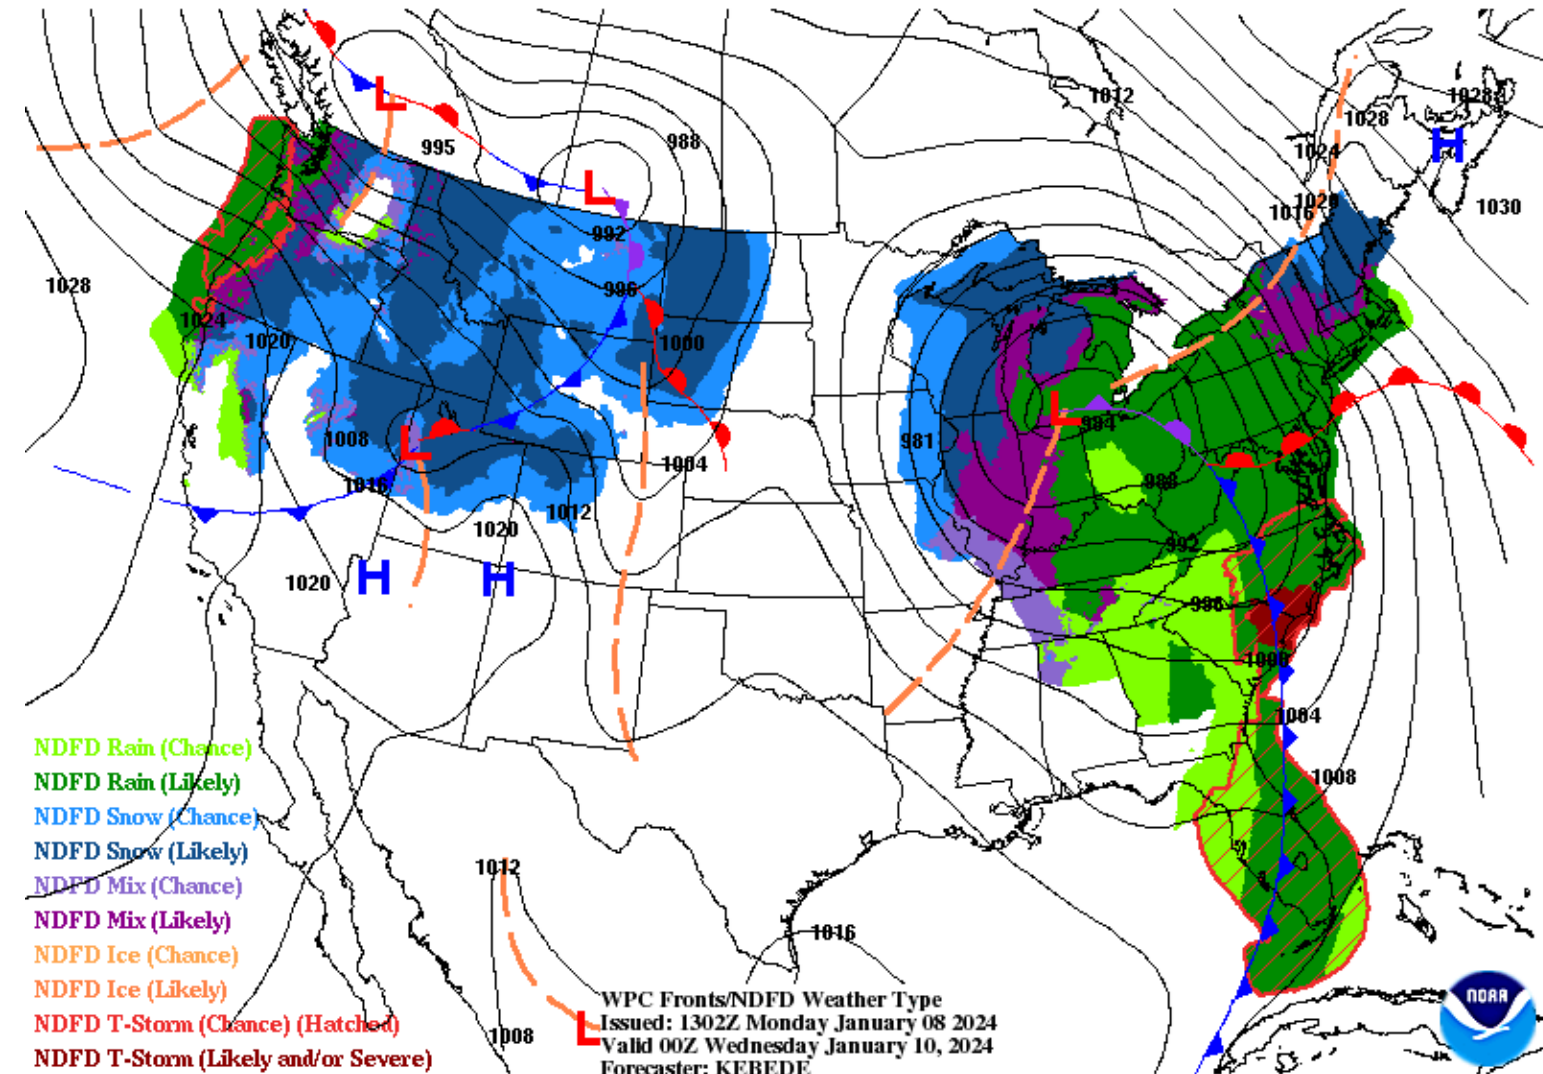 1012
1028
1028
H
1024
1030
1020
1016
L
995
988
L
992
996
1028
1024
1020
1000
L
984
981
1008
L
1004
988
1016
1012
1020
992
1020
H
H
996
1000
1004
1008
NDFD Rain (Chance)
NDFD Rain (Likely)
NDFD Snow (Chance)
NDFD Snow (Likely)
NDFD Mix (Chance)
NDFD Mix (Likely)
NDFD Ice (Chance)
NDFD Ice (Likely)
NDFD T-Storm (Chance) (Hatched)
NDFD T-Storm (Likely and/or Severe)
1012
1016
1008
L
WPC Fronts/NDFD Weather Type
Issued: 1302Z Monday January 08 2024
Valid 00Z Wednesday January 10, 2024
Forecaster: KEBEDE
NOAA